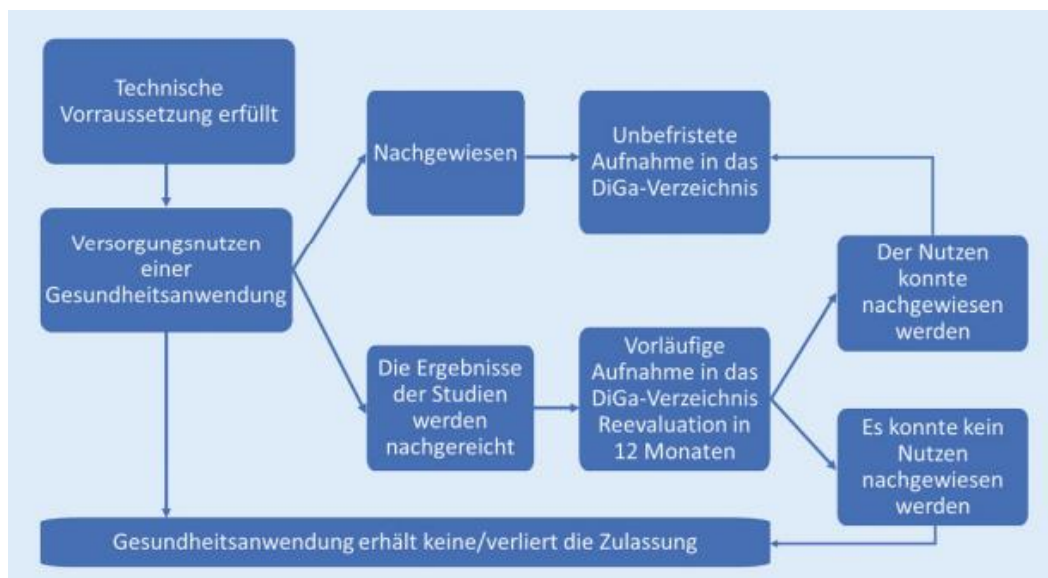 Technische
Vorraussetzung erfüllt
Versorgungsnutzen
einer
Gesundheitsanwendung
Nachgewiesen
Unbefristete
Aufnahme in das
DiGa-Verzeichnis
Die Ergebnisse
der Studien
werden
nachgereicht
Vorläufige
Aufnahme in das
DiGa-Verzeichnis
Reevaluation in
12 Monaten
Der Nutzen
konnte
nachgewiesen
werden
Es konnte kein
Nutzen
nachgewiesen
werden
Gesundheitsanwendung erhält keine/verliert die Zulassung